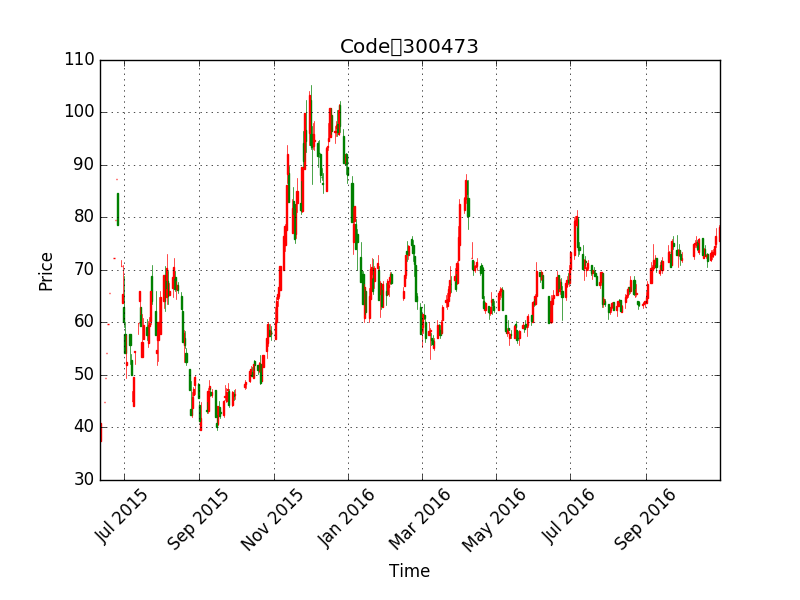 Code▯300473
110
100
90
80
70
60
50
40
30
Price
Jul 2015
Sep 2015
Nov 2015
Jan 2016
Mar 2016
May 2016
Jul 2016
Sep 2016
Time